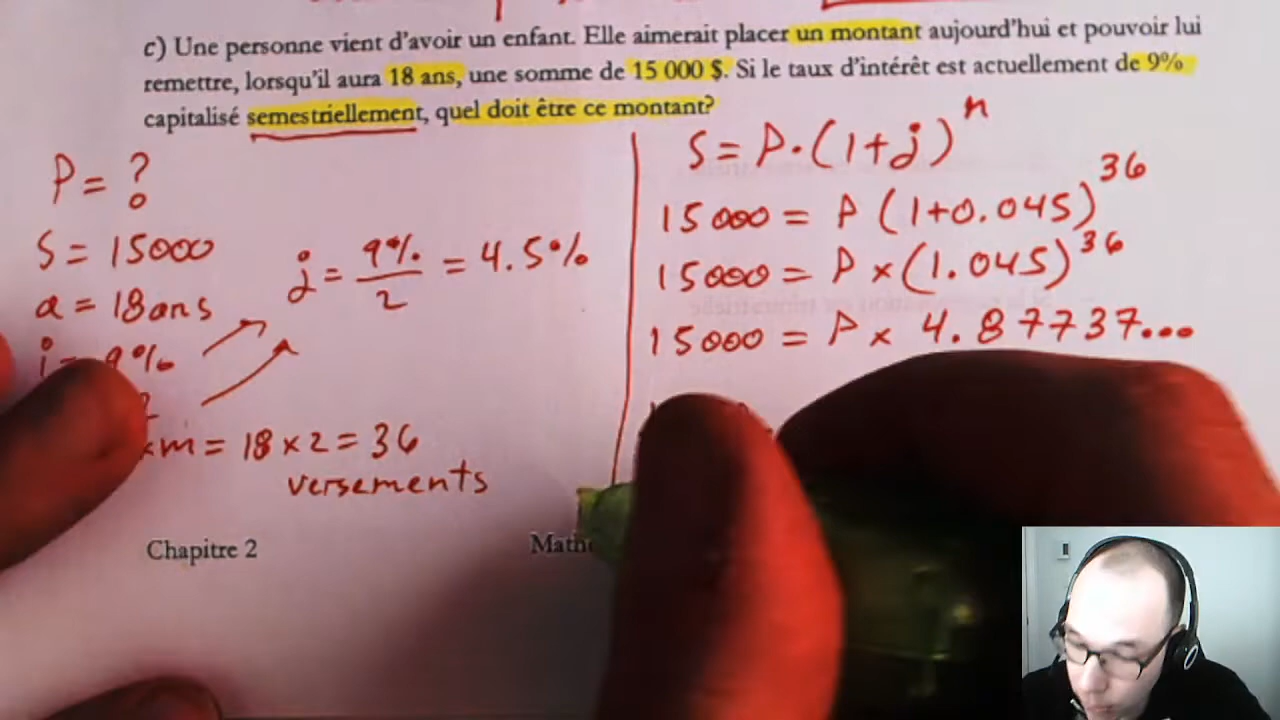 c) Une personne vient d'avoir un enfant. Elle aimerait placer un montant aujourd'hui et pouvoir lui
remettre, lorsqu'il aura 18 ans, une somme de 15 000 $. Si le taux d'intérêt est actuellement de 9%
capitalisé semestriellement, quel doit être ce montant?
P = ?
S = 15000
a = 18 ans
i = 9%
j = 9%/2 = 4.5%
m = 18 × 2 = 36
versements
S = P·(1+j)^n
15000 = P (1+0.045)^36
15000 = P × (1.045)^36
15000 = P × 4.87737...
Chapitre 2